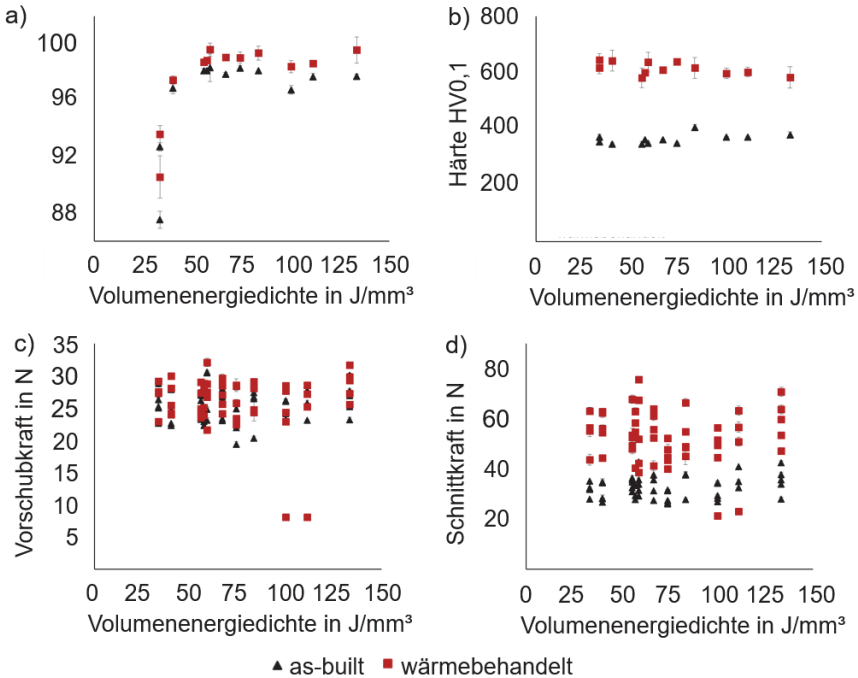 a)
100
96
92
88
0 25 50 75 100 125 150
Volumenenergiedichte in J/mm³
b)
Härte HV0,1
800
600
400
200
0 25 50 75 100 125 150
Volumenenergiedichte in J/mm³
c)
Vorschubkraft in N
35
30
25
20
15
10
5
0 25 50 75 100 125 150
Volumenenergiedichte in J/mm³
d)
Schnittkraft in N
80
60
40
20
0 25 50 75 100 125 150
Volumenenergiedichte in J/mm³
as-built wärmebehandelt